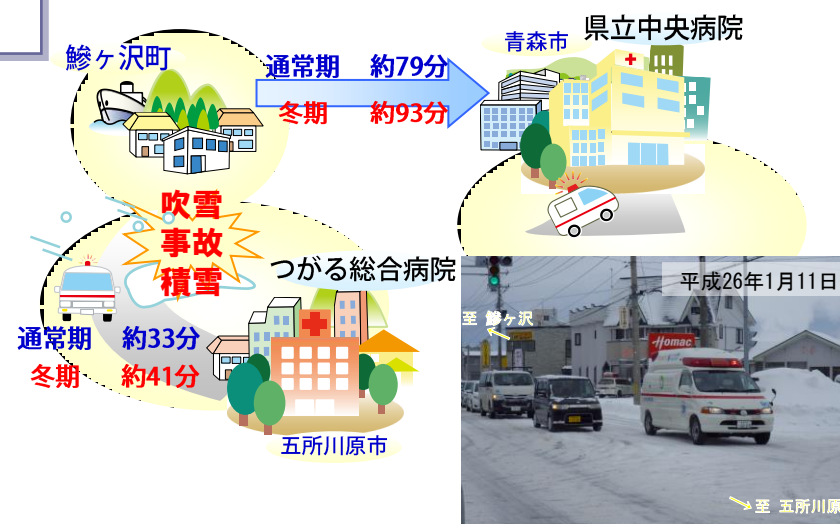 鰺ヶ沢町
通常期 約79分
冬期 約93分
青森市
県立中央病院
吹雪
事故
積雪
つがる総合病院
通常期 約33分
冬期 約41分
五所川原市
平成26年1月11日
至 鰺ヶ沢
Homac
至 五所川原